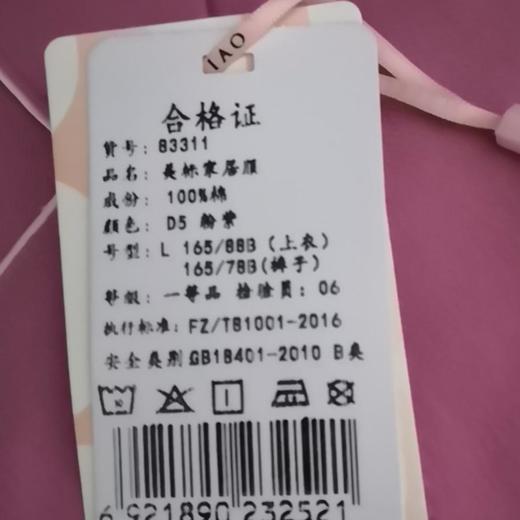 IAO
合格证
货号: 83311
品名: 长袖家居服
成份: 100%棉
颜色: D5 粉紫
号型: L 165/88B (上衣)
165/78B(裤子)
等级: 一等品 检验员: 06
执行标准: FZ/T81001-2016
安全类别 GB18401-2010 B类
6 921890 232521